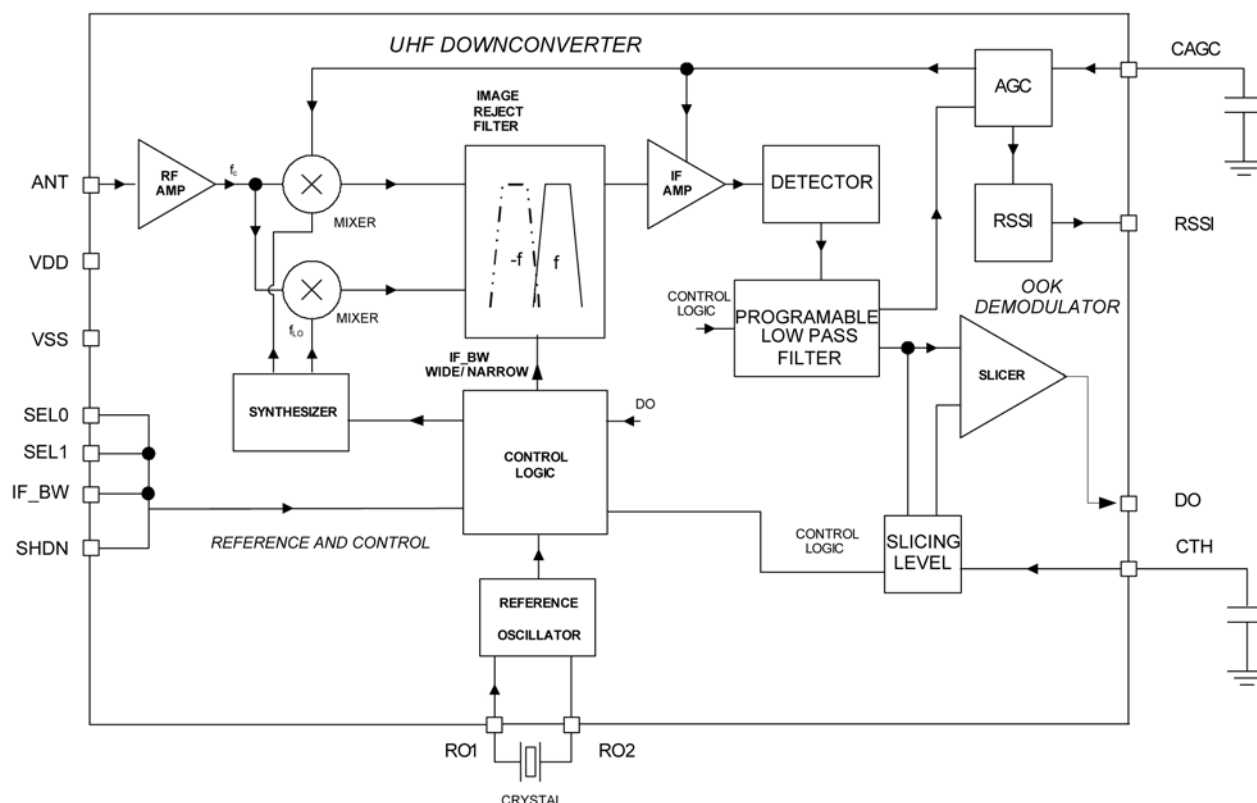 UHF DOWNCONVERTER
CAGC
AGC
IMAGE
REJECT
FILTER
ANT
RF
AMP
fc
MIXER
-f
f
IF
AMP
DETECTOR
RSSI
RSSI
VDD
OOK
DEMODULATOR
CONTROL
LOGIC
PROGRAMABLE
LOW PASS
FILTER
fLO
MIXER
VSS
IF_BW
WIDE/ NARROW
SLICER
SEL0
SYNTHESIZER
DO
SEL1
CONTROL
LOGIC
IF_BW
DO
SHDN
REFERENCE AND CONTROL
CONTROL
LOGIC
SLICING
LEVEL
CTH
REFERENCE
OSCILLATOR
RO1
RO2
CRYSTAL